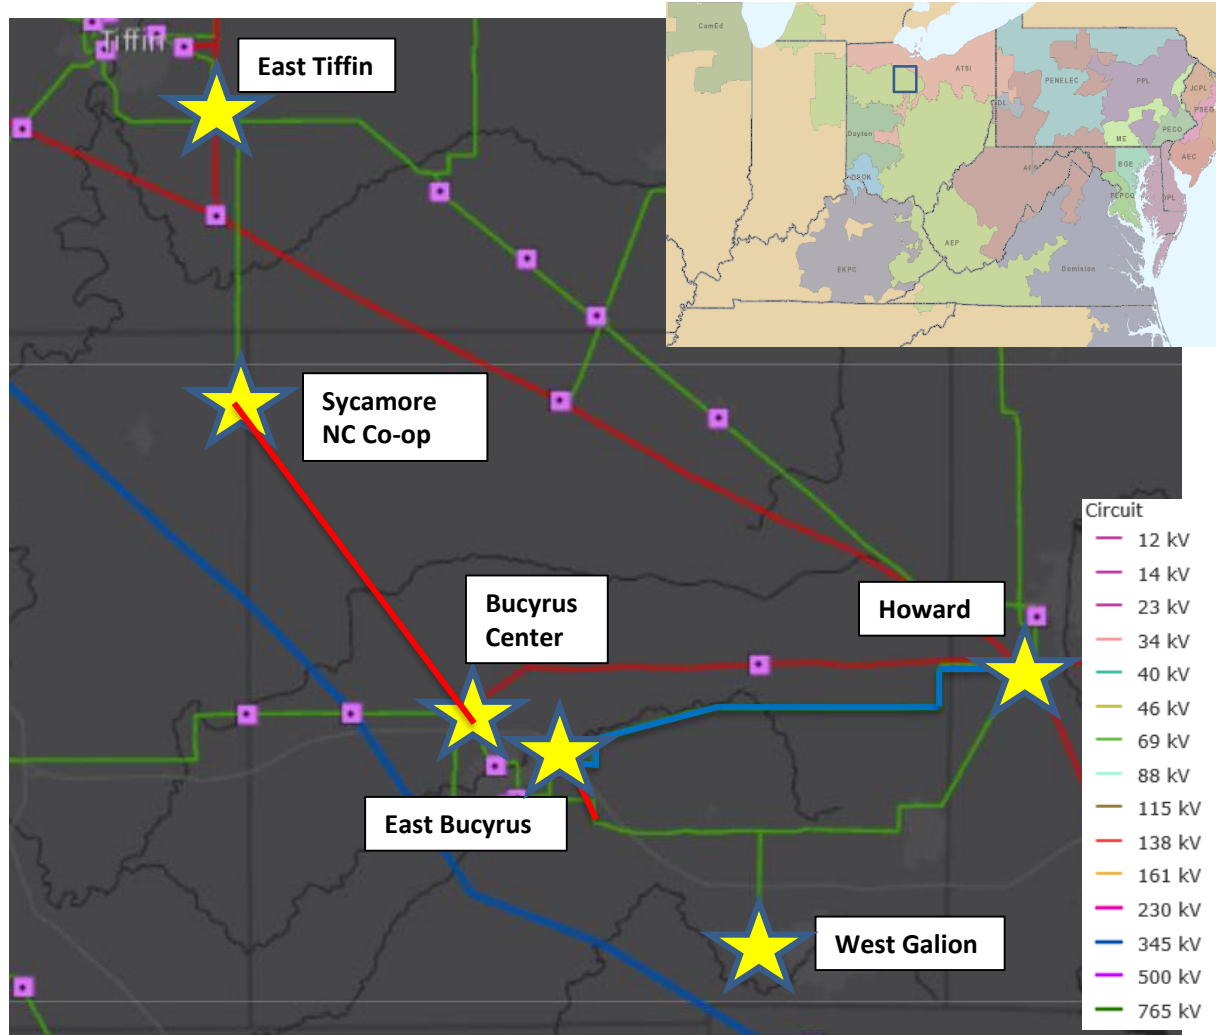 Tiffin
East Tiffin
ComEd
ATSI
PENELEC
PPL
JCPL
PSEG
Dayton
DL
ME
PECO
BGE
AEC
PEPCO
DPL
AEP
EKPC
Dominion
Sycamore
NC Co-op
Bucyrus
Center
Howard
East Bucyrus
West Galion
Circuit
12 kV
14 kV
23 kV
34 kV
40 kV
46 kV
69 kV
88 kV
115 kV
138 kV
161 kV
230 kV
345 kV
500 kV
765 kV